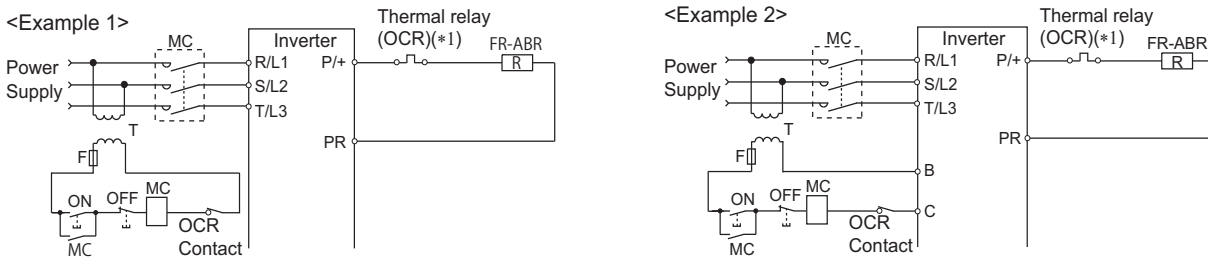 <Example 1>
MC
Inverter
Thermal relay
(OCR)(*1)
FR-ABR
R
Power
Supply
R/L1
S/L2
T/L3
P/+
PR
T
F
ON
OFF
MC
MC
OCR
Contact
<Example 2>
MC
Inverter
Thermal relay
(OCR)(*1)
FR-ABR
R
Power
Supply
R/L1
S/L2
T/L3
P/+
PR
T
F
B
ON
OFF
MC
C
MC
OCR
Contact